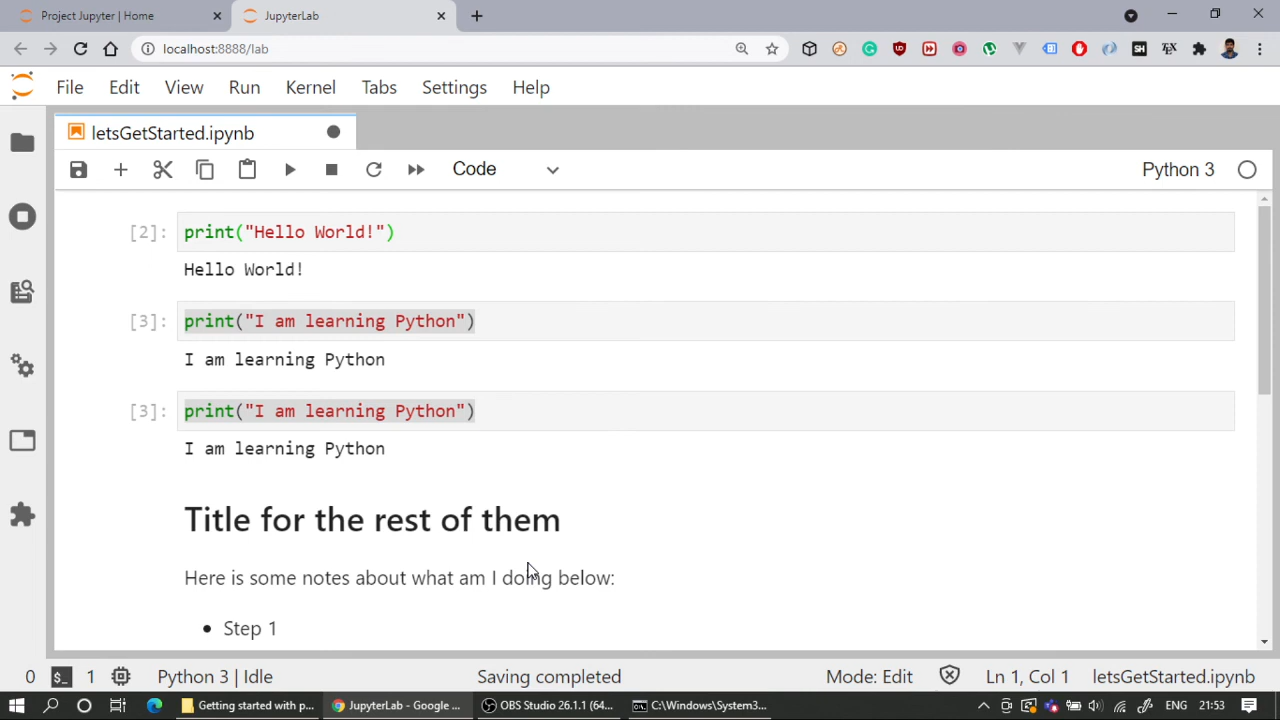 Project Jupyter | Home
JupyterLab
localhost:8888/lab
File Edit View Run Kernel Tabs Settings Help
letsGetStarted.ipynb
Code
Python 3
[2]: print("Hello World!")
Hello World!
[3]: print("I am learning Python")
I am learning Python
[3]: print("I am learning Python")
I am learning Python
Title for the rest of them
Here is some notes about what am I doing below:
• Step 1
0 $_ 1 Python 3 | Idle Saving completed Mode: Edit Ln 1, Col 1 letsGetStarted.ipynb
Getting started with p... JupyterLab - Google ... OBS Studio 26.1.1 (64... C:\Windows\System3... ENG 21:53